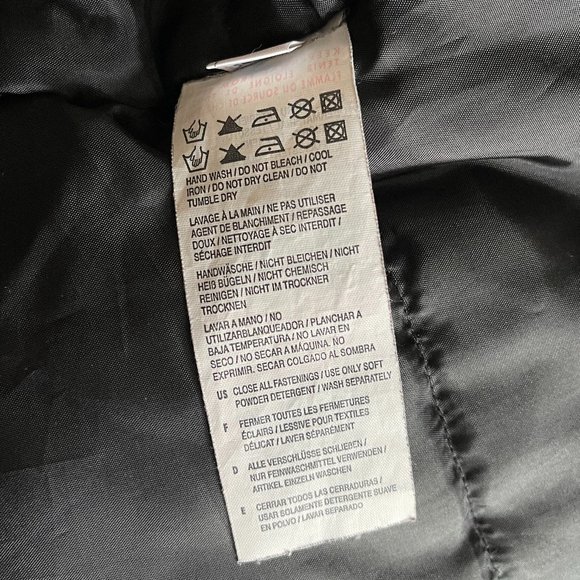 FLAMME OU SOURCE DE
HAND WASH / DO NOT BLEACH / COOL
IRON / DO NOT DRY CLEAN / DO NOT
TUMBLE DRY
LAVAGE À LA MAIN / NE PAS UTILISER
AGENT DE BLANCHIMENT / REPASSAGE
DOUX / NETTOYAGE À SEC INTERDIT /
SÉCHAGE INTERDIT
HANDWÄSCHE / NICHT BLEICHEN / NICHT
HEIß BÜGELN / NICHT CHEMISCH
REINIGEN / NICHT IM TROCKNER
TROCKNEN
LAVAR A MANO / NO
UTILIZARBLANQUEADOR / PLANCHAR A
BAJA TEMPERATURA / NO LAVAR EN
SECO / NO SECAR A MÁQUINA. NO
EXPRIMIR. SECAR COLGADO AL SOMBRA
US CLOSE ALL FASTENINGS / USE ONLY SOFT
POWDER DETERGENT / WASH SEPARATELY
F FERMER TOUTES LES FERMETURES
ÉCLAIRS / LESSIVE POUR TEXTILES
DÉLICAT / LAVER SÉPARÉMENT
D ALLE VERSCHLÜSSE SCHLIEßEN /
NUR FEINWASCHMITTEL VERWENDEN /
ARTIKEL EINZELN WASCHEN
E CERRAR TODOS LAS CERRADURAS /
USAR SOLAMENTE DETERGENTE SUAVE
EN POLVO / LAVAR SEPARADO